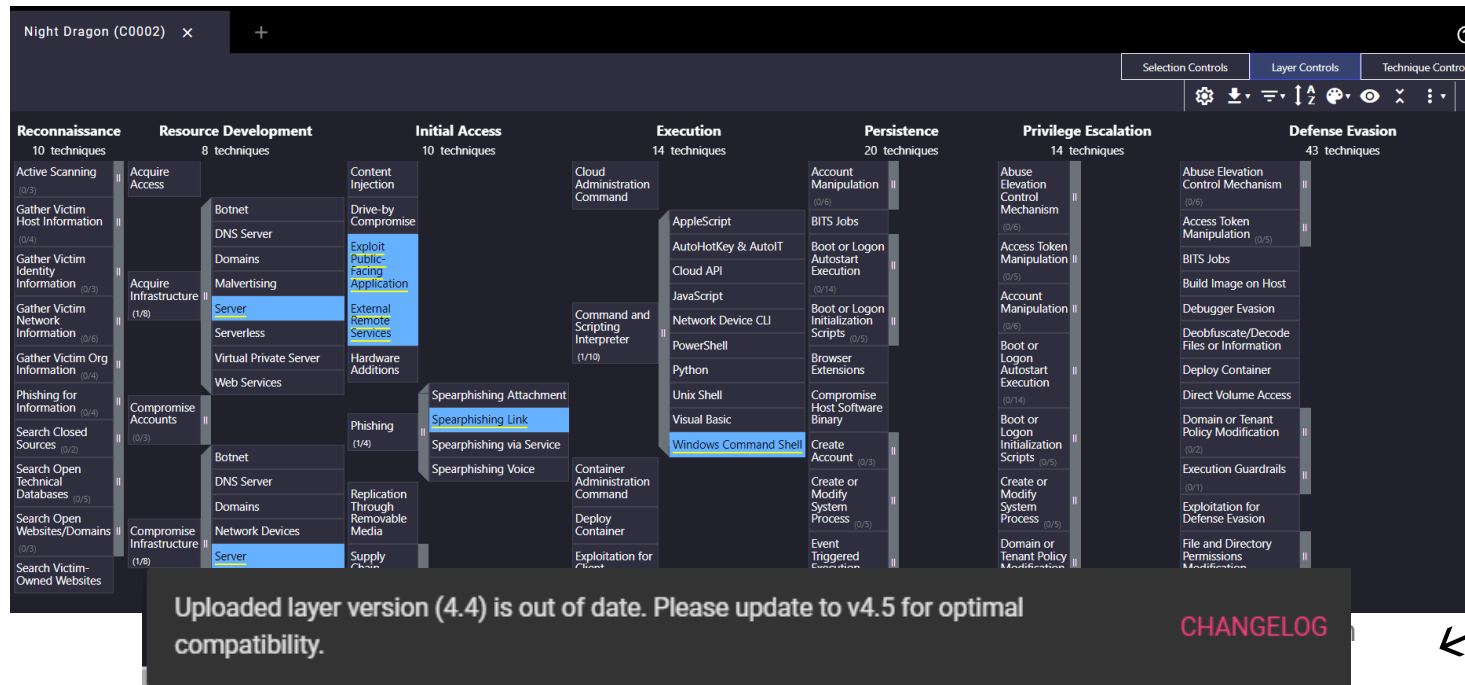 Night Dragon (C0002) ×
+
Selection Controls
Layer Controls
Technique Contro
Reconnaissance
10 techniques
Active Scanning
(0/3)
Gather Victim
Host Information
(0/4)
Gather Victim
Identity
Information (0/3)
Gather Victim
Network
Information (0/6)
Gather Victim Org
Information (0/4)
Phishing for
Information (0/4)
Search Closed
Sources (0/2)
Search Open
Technical
Databases (0/5)
Search Open
Websites/Domains
(0/3)
Search Victim-
Owned Websites
Resource Development
8 techniques
Acquire
Access
Acquire
Infrastructure
(1/8)
Botnet
DNS Server
Domains
Malvertising
Server
Serverless
Virtual Private Server
Web Services
Compromise
Accounts
(0/3)
Compromise
Infrastructure
(1/8)
Botnet
DNS Server
Domains
Network Devices
Server
Initial Access
10 techniques
Content
Injection
Drive-by
Compromise
Exploit
Public-
Facing
Application
External
Remote
Services
Hardware
Additions
Phishing
(1/4)
Spearphishing Attachment
Spearphishing Link
Spearphishing via Service
Spearphishing Voice
Replication
Through
Removable
Media
Supply
Chain
Execution
14 techniques
Cloud
Administration
Command
Command and
Scripting
Interpreter
(1/10)
AppleScript
AutoHotKey & AutoIT
Cloud API
JavaScript
Network Device CLI
PowerShell
Python
Unix Shell
Visual Basic
Windows Command Shell
Container
Administration
Command
Deploy
Container
Exploitation for
Client
Persistence
20 techniques
Account
Manipulation
(0/6)
BITS Jobs
Boot or Logon
Autostart
Execution
(0/14)
Boot or Logon
Initialization
Scripts (0/5)
Browser
Extensions
Compromise
Host Software
Binary
Create
Account (0/3)
Create or
Modify
System
Process (0/5)
Event
Triggered
Execution
Privilege Escalation
14 techniques
Abuse
Elevation
Control
Mechanism
(0/6)
Access Token
Manipulation
(0/5)
Account
Manipulation
(0/6)
Boot or
Logon
Autostart
Execution
(0/14)
Boot or
Logon
Initialization
Scripts (0/5)
Create or
Modify
System
Process (0/5)
Domain or
Tenant Policy
Modification
Defense Evasion
43 techniques
Abuse Elevation
Control Mechanism
(0/6)
Access Token
Manipulation (0/5)
BITS Jobs
Build Image on Host
Debugger Evasion
Deobfuscate/Decode
Files or Information
Deploy Container
Direct Volume Access
Domain or Tenant
Policy Modification
(0/2)
Execution Guardrails
(0/1)
Exploitation for
Defense Evasion
File and Directory
Permissions
Modification
Uploaded layer version (4.4) is out of date. Please update to v4.5 for optimal
compatibility.
CHANGELOG